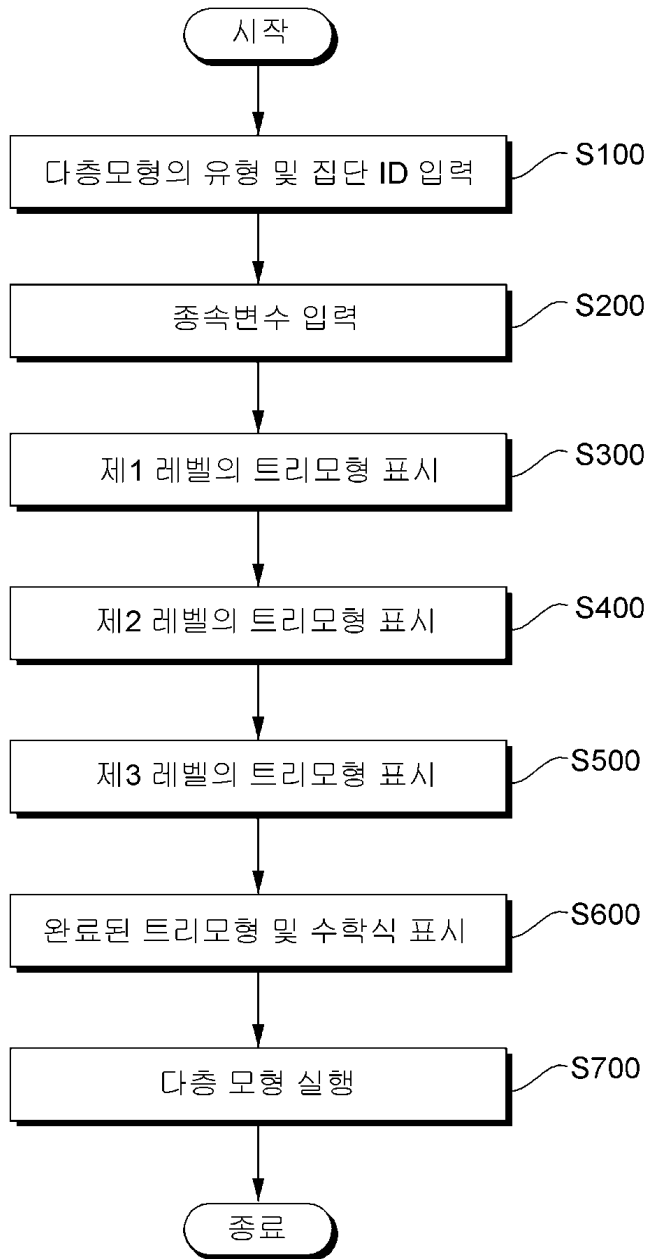 시작
다층모형의 유형 및 집단 ID 입력
S100
종속변수 입력
S200
제1 레벨의 트리모형 표시
S300
제2 레벨의 트리모형 표시
S400
제3 레벨의 트리모형 표시
S500
완료된 트리모형 및 수학식 표시
S600
다층 모형 실행
S700
종료